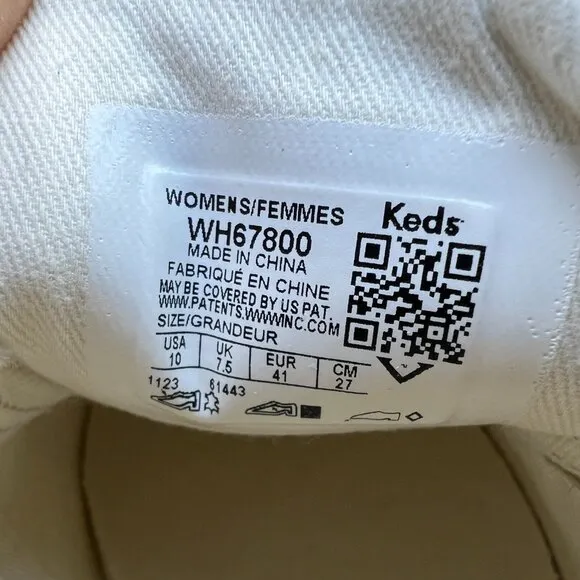 WOMENS/FEMMES
Keds
WH67800
MADE IN CHINA
FABRIQUÉ EN CHINE
MAY BE COVERED BY US PAT.
WWW.PATENTS.WWWINC.COM
SIZE/GRANDEUR
USA UK EUR CM
10 7.5 41 27
1123 61443